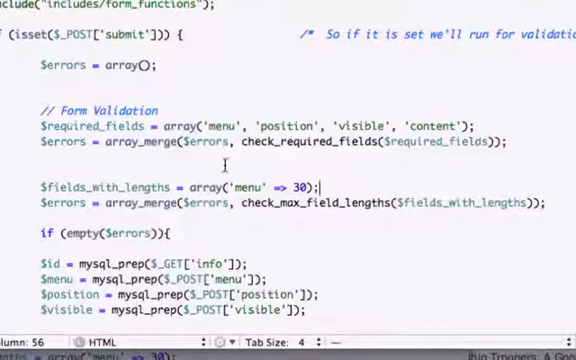 include("includes/form_functions");
f (isset($_POST['submit'])) { /* So if it is set we'll run for validatio
$errors = array();
// Form Validation
$required_fields = array('menu', 'position', 'visible', 'content');
$errors = array_merge($errors, check_required_fields($required_fields));
$fields_with_lengths = array('menu' => 30);
$errors = array_merge($errors, check_max_field_lengths($fields_with_lengths));
if (empty($errors)){
$id = mysql_prep($_GET['info']);
$menu = mysql_prep($_POST['menu']);
$position = mysql_prep($_POST['position']);
$visible = mysql_prep($_POST['visible']);
olumn: 56 HTML Tab Size: 4 —